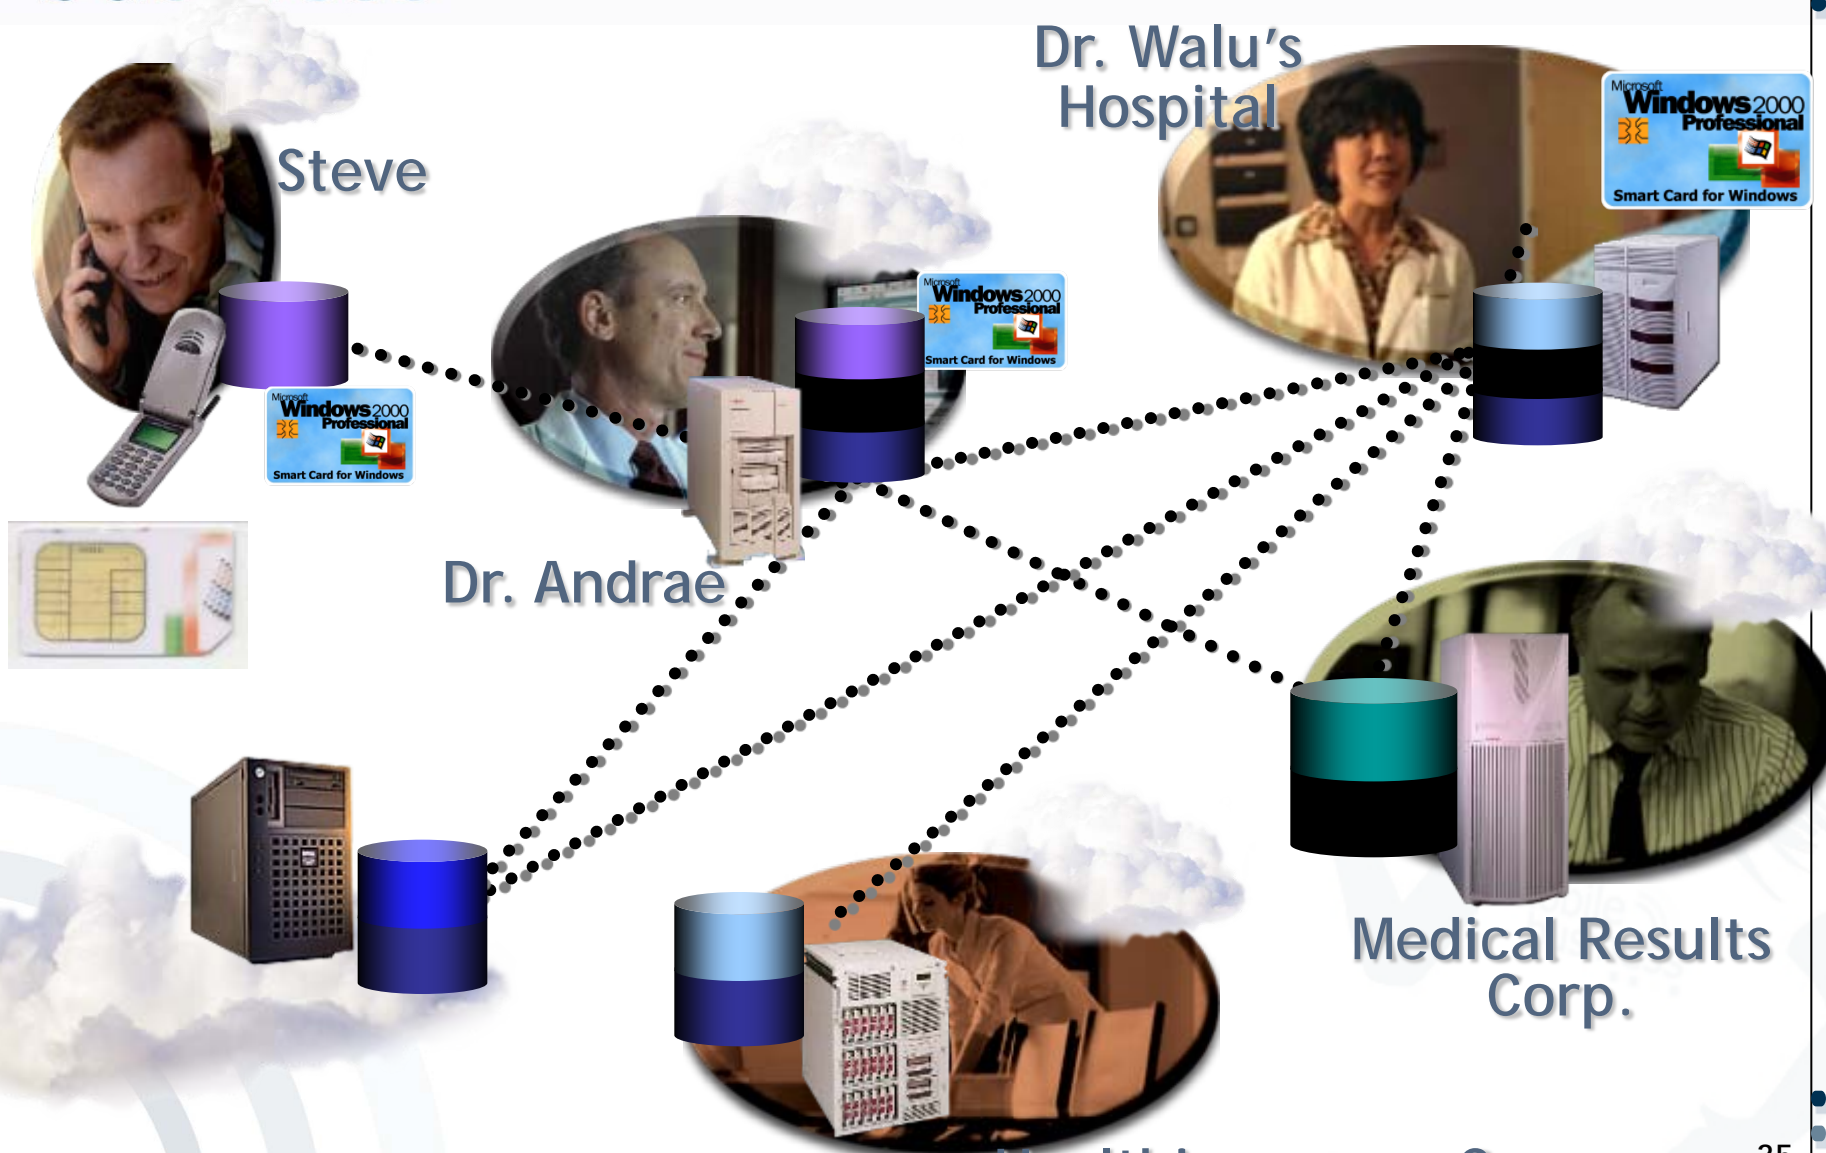 Dr. Walu's
Hospital
Microsoft
Windows 2000
Professional
Smart Card for Windows
Steve
Microsoft
Windows 2000
Professional
Smart Card for Windows
Microsoft
Windows 2000
Professional
Smart Card for Windows
Dr. Andrae
Medical Results
Corp.